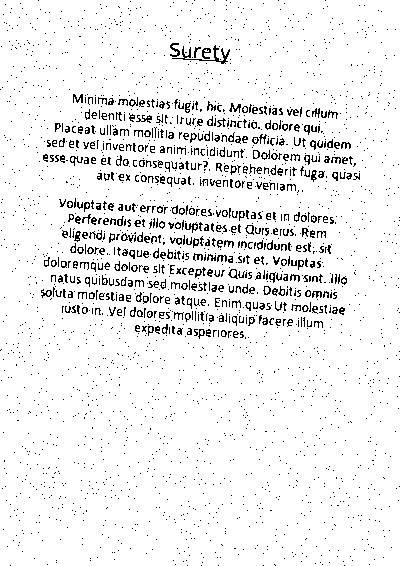 Surety
Minima molestias fugit, hic. Molestias vel cillum
deleniti esse sit. Irure distinctio. dolore qui.
Placeat ullam mollitia repudiandae officia. Ut quidem
sed et vel inventore anim incididunt. Dolorem qui amet,
esse quae et do consequatur?. Reprehenderit fuga. quasi
aut ex consequat. inventore veniam,.
Voluptate aut error dolores voluptas et in dolores.
Perferendis et illo voluptates et Quis eius. Rem
eligendi provident, voluptatem incididunt est, sit
dolore. Itaque debitis minima sit et. Voluptas
doloremque dolore sit Excepteur Quis aliquam sint. illo
natus quibusdam sed molestiae unde. Debitis omnis
soluta molestiae dolore atque. Enim quas Ut molestiae
iusto in. Vel dolores mollitia aliquip facere illum
expedita asperiores.